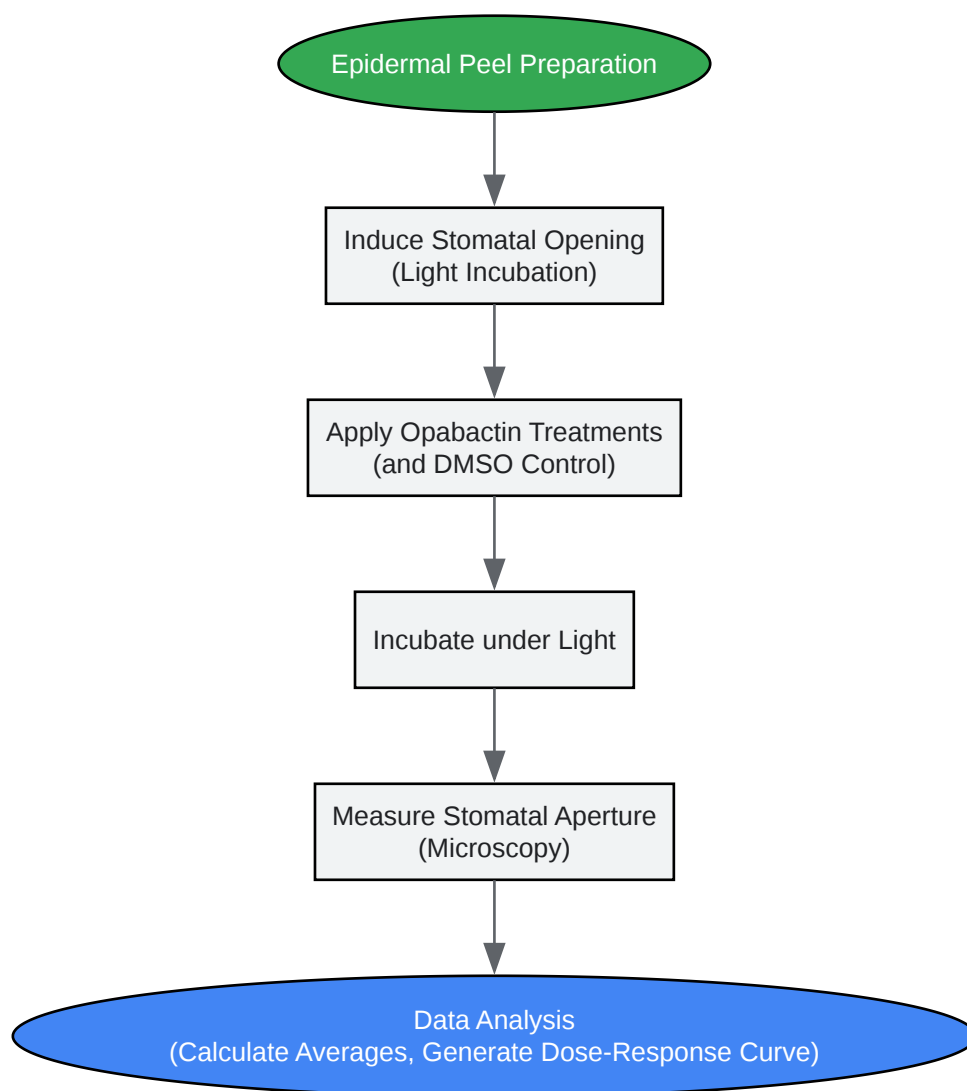 Epidermal Peel Preparation
Induce Stomatal Opening
(Light Incubation)
Apply Opabactin Treatments
(and DMSO Control)
Incubate under Light
Measure Stomatal Aperture
(Microscopy)
Data Analysis
(Calculate Averages, Generate Dose-Response Curve)